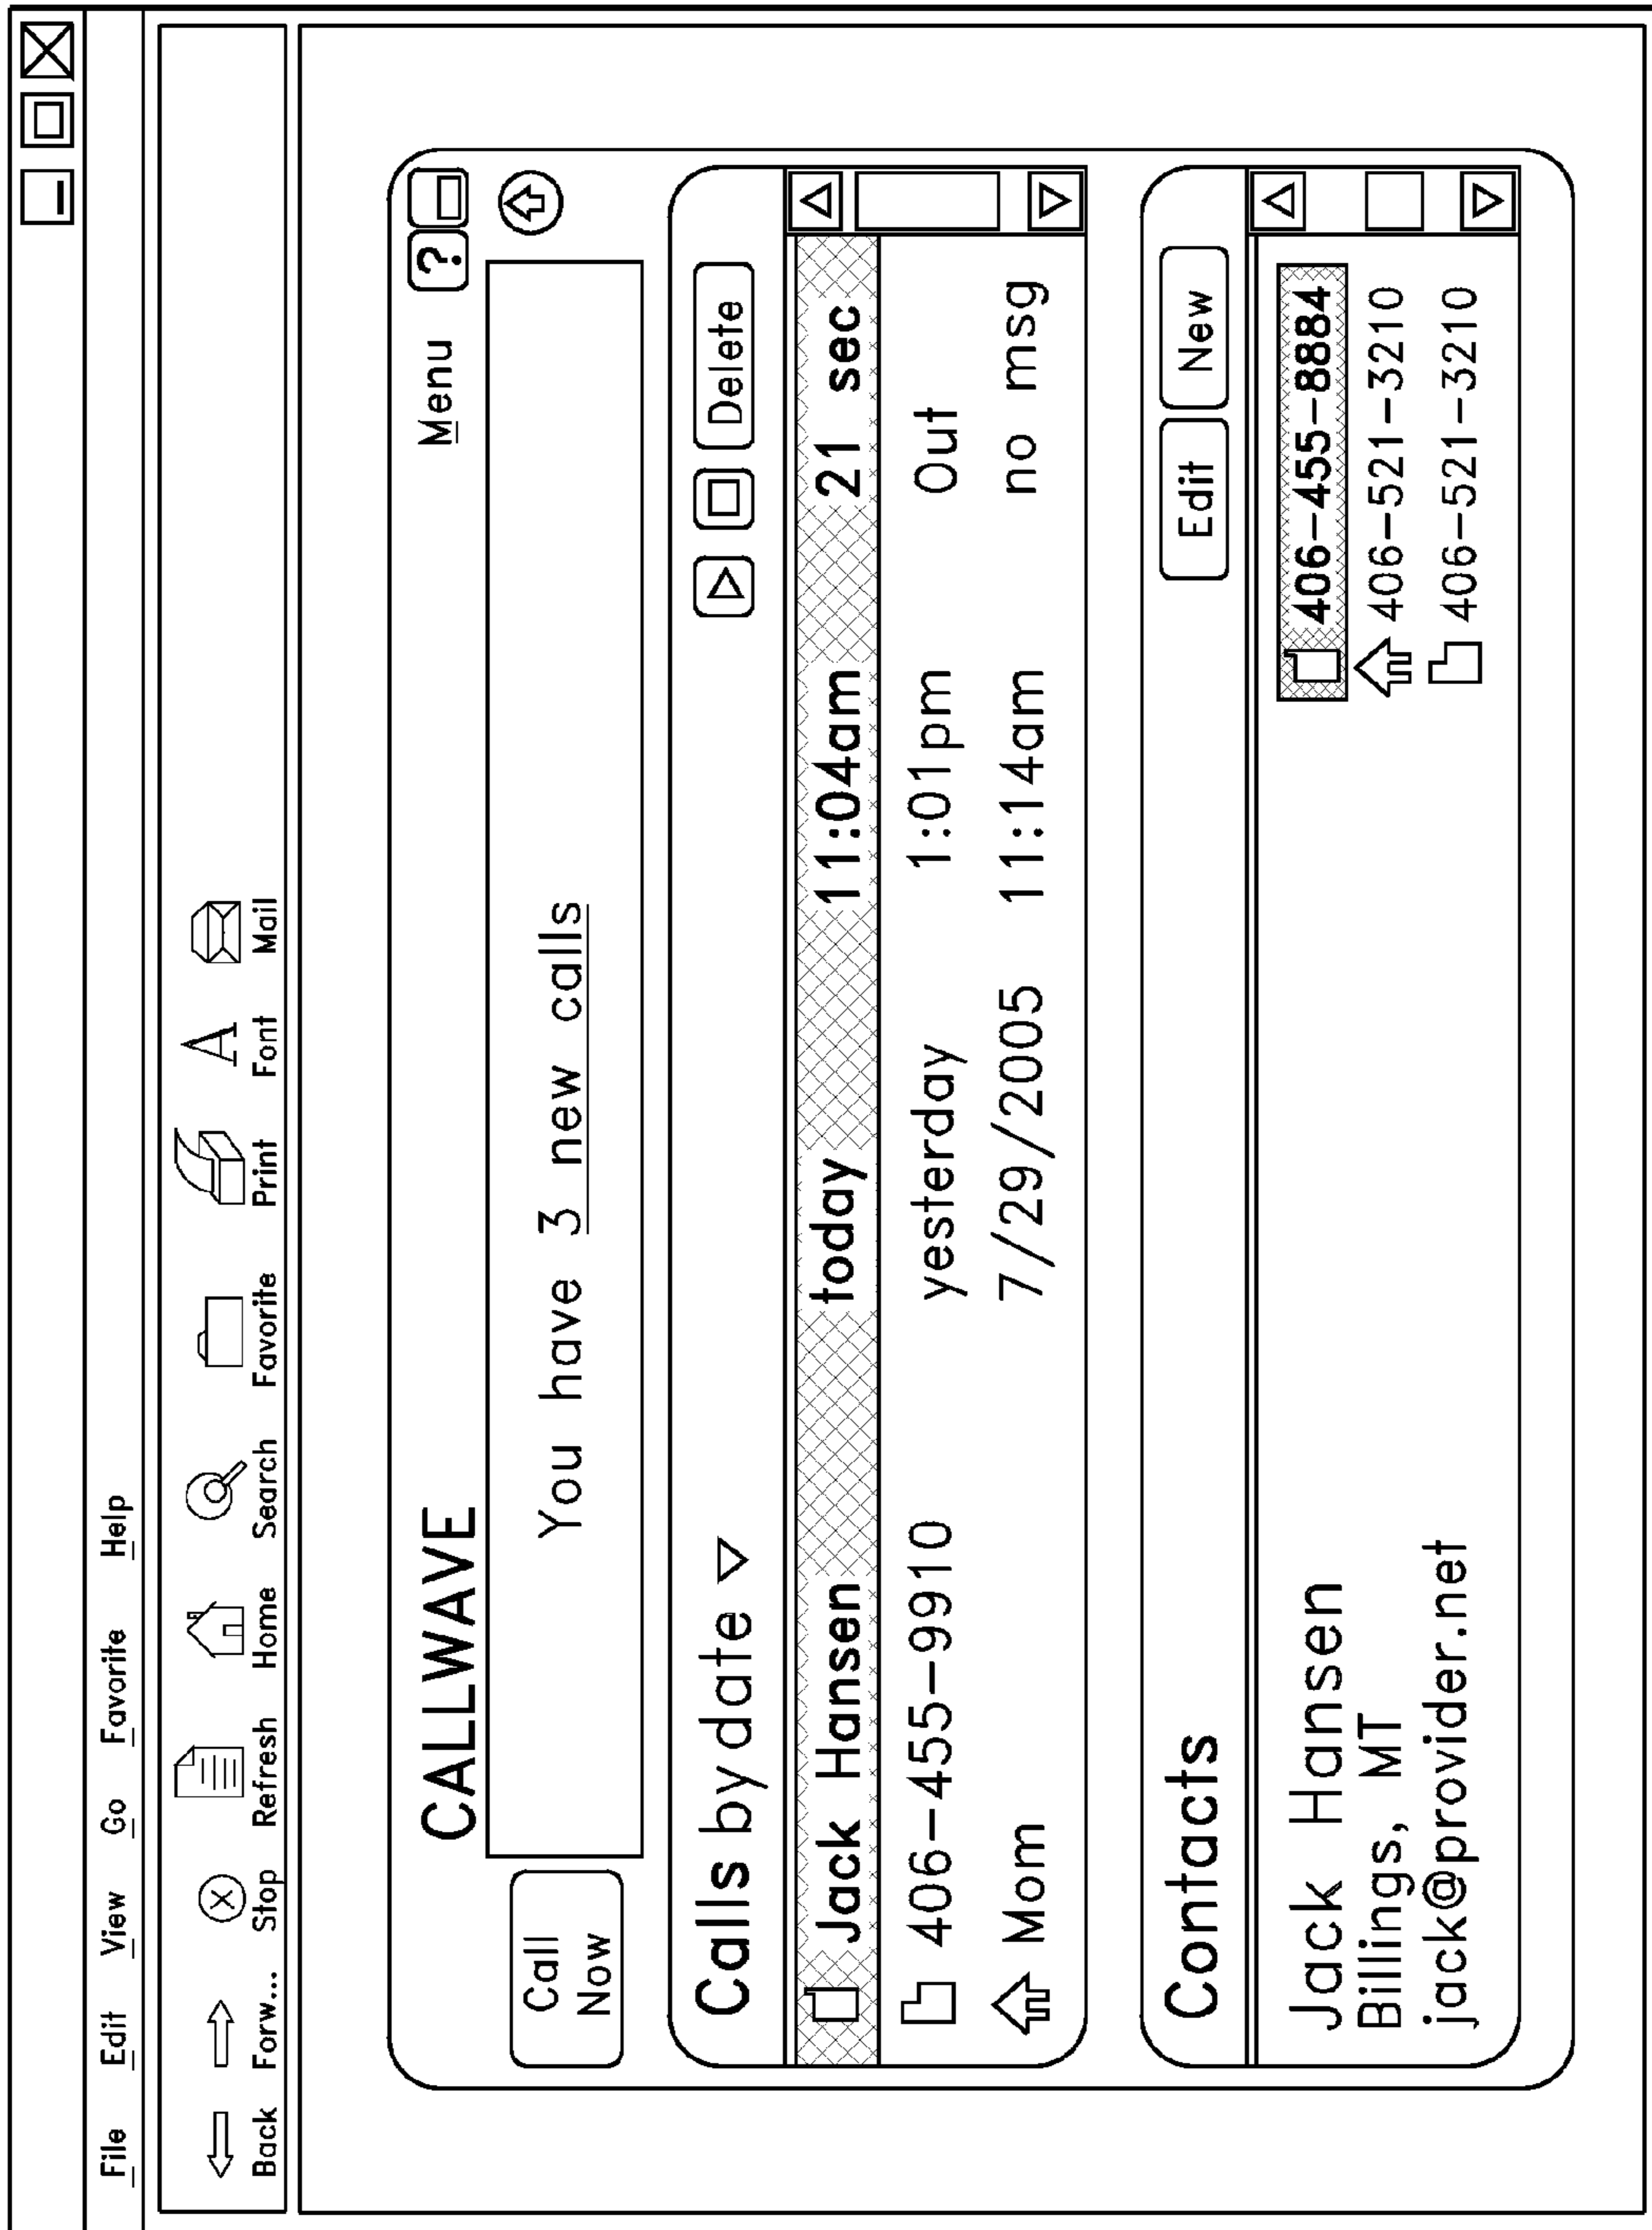 File Edit View Go Favorite Help
Back Forw... Stop Refresh Home Search Favorite Print Font Mail
CALLWAVE Menu ?
Call Now
You have 3 new calls
Calls by date Delete
Jack Hansen today 11:04am 21 sec
406-455-9910 yesterday 1:01pm Out
Mom 7/29/2005 11:14am no msg
Contacts Edit New
Jack Hansen 406-455-8884
Billings, MT 406-521-3210
jack@provider.net 406-521-3210